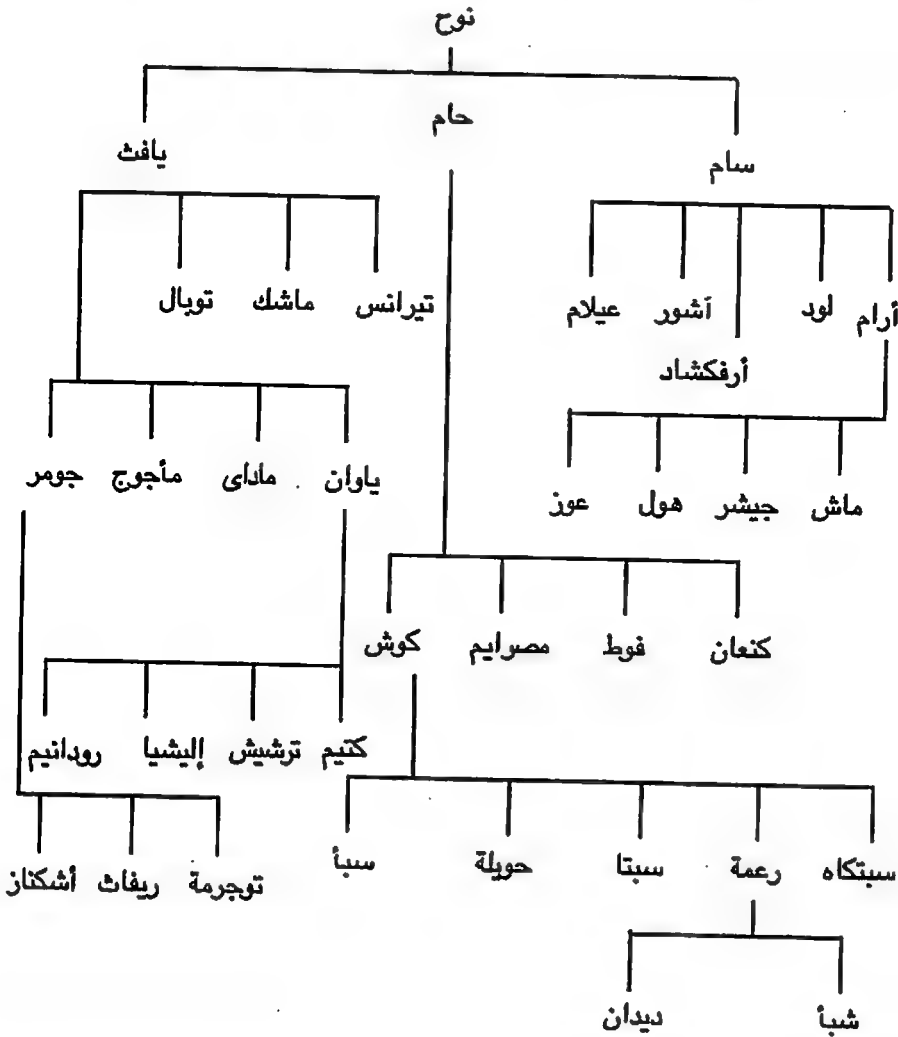 نوح
حام
سام
يافث
تيرانس
ماشك
توبال
أرام
لود
آشور
عيلام
أرفكشاد
ياوان
ماداى
مأجوج
جومر
ماش
جيشر
هول
عوز
كنعان
فوط
مصرايم
كوش
كتيم
ترشيش
إليشيا
رودانيم
سبتكاه
رعمة
سبتا
حويلة
سبأ
توجرمة
ريفاث
أشكناز
شبأ
ديدان